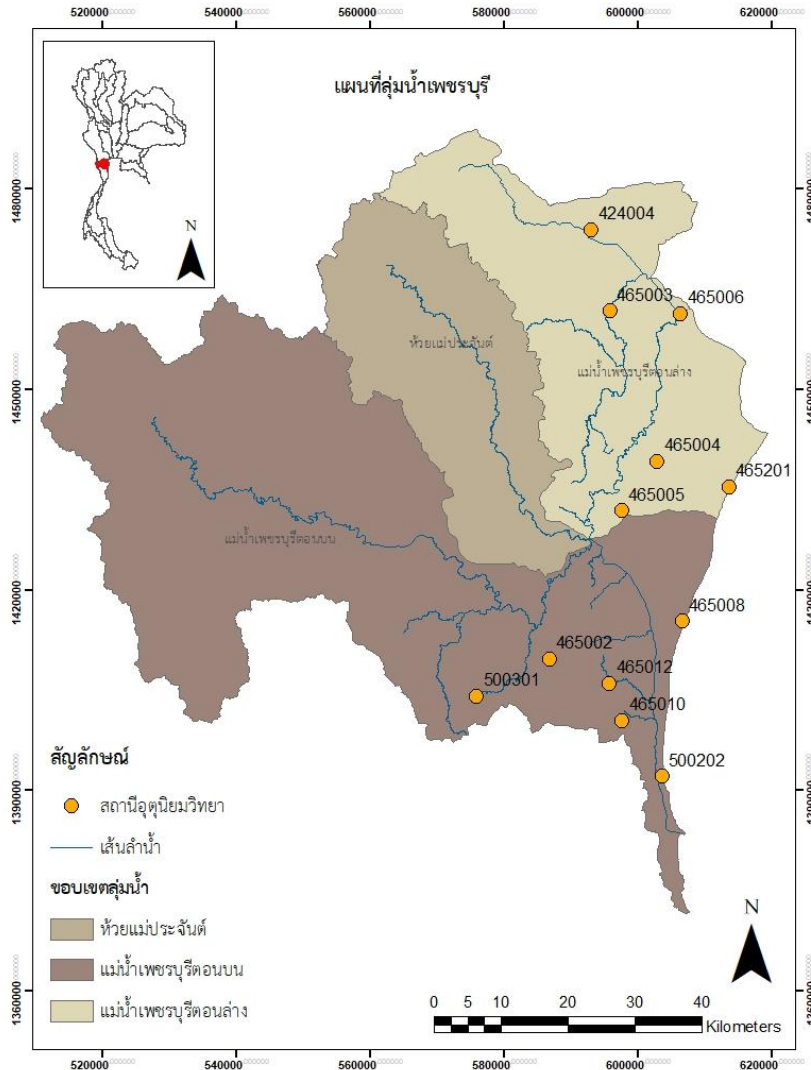 520000 540000 560000 580000 600000 620000
แผนที่ลุ่มน้ำเพชรบุรี
N
1480000 1480000
424004
465003
465006
ห้วยแม่ประจันต์
แม่น้ำเพชรบุรีตอนล่าง
1450000 1450000
465004
465201
465005
แม่น้ำเพชรบุรีตอนบน
1420000 1420000
465008
465002
465012
500301
465010
500202
สัญลักษณ์
สถานีอุตุนิยมวิทยา
1390000 1390000
เส้นลำน้ำ
ขอบเขตลุ่มน้ำ
ห้วยแม่ประจันต์
แม่น้ำเพชรบุรีตอนบน
แม่น้ำเพชรบุรีตอนล่าง
N
1360000 1360000
0 5 10 20 30 40
Kilometers
520000 540000 560000 580000 600000 620000